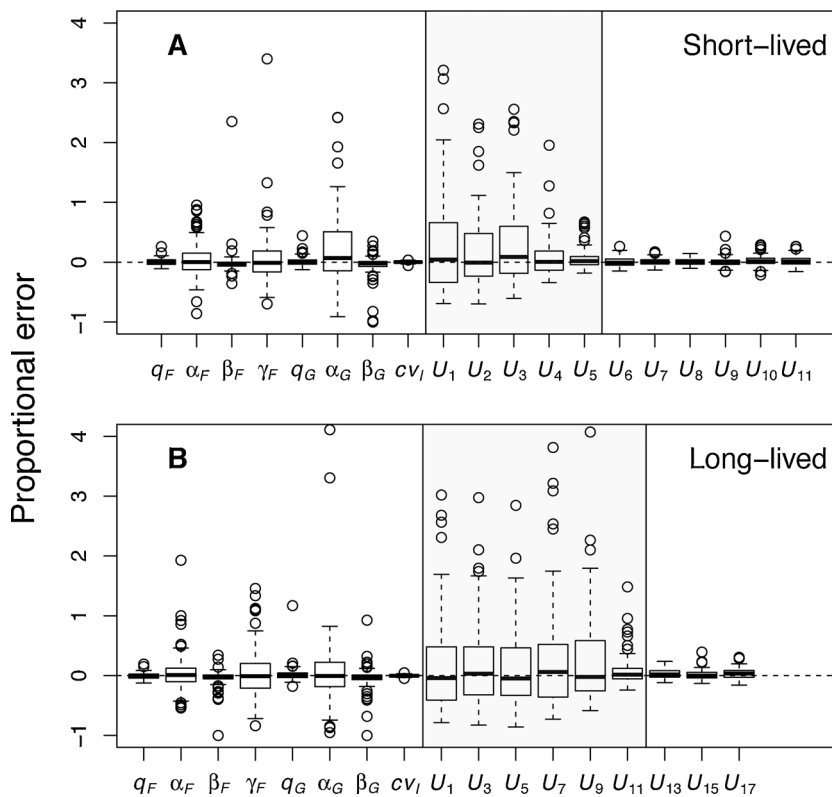 Proportional error
A
Short–lived
4
3
2
1
0
−1
q_F α_F β_F γ_F q_G α_G β_G cv_I U_1 U_2 U_3 U_4 U_5 U_6 U_7 U_8 U_9 U_10 U_11
B
Long–lived
4
3
2
1
0
−1
q_F α_F β_F γ_F q_G α_G β_G cv_I U_1 U_3 U_5 U_7 U_9 U_11 U_13 U_15 U_17